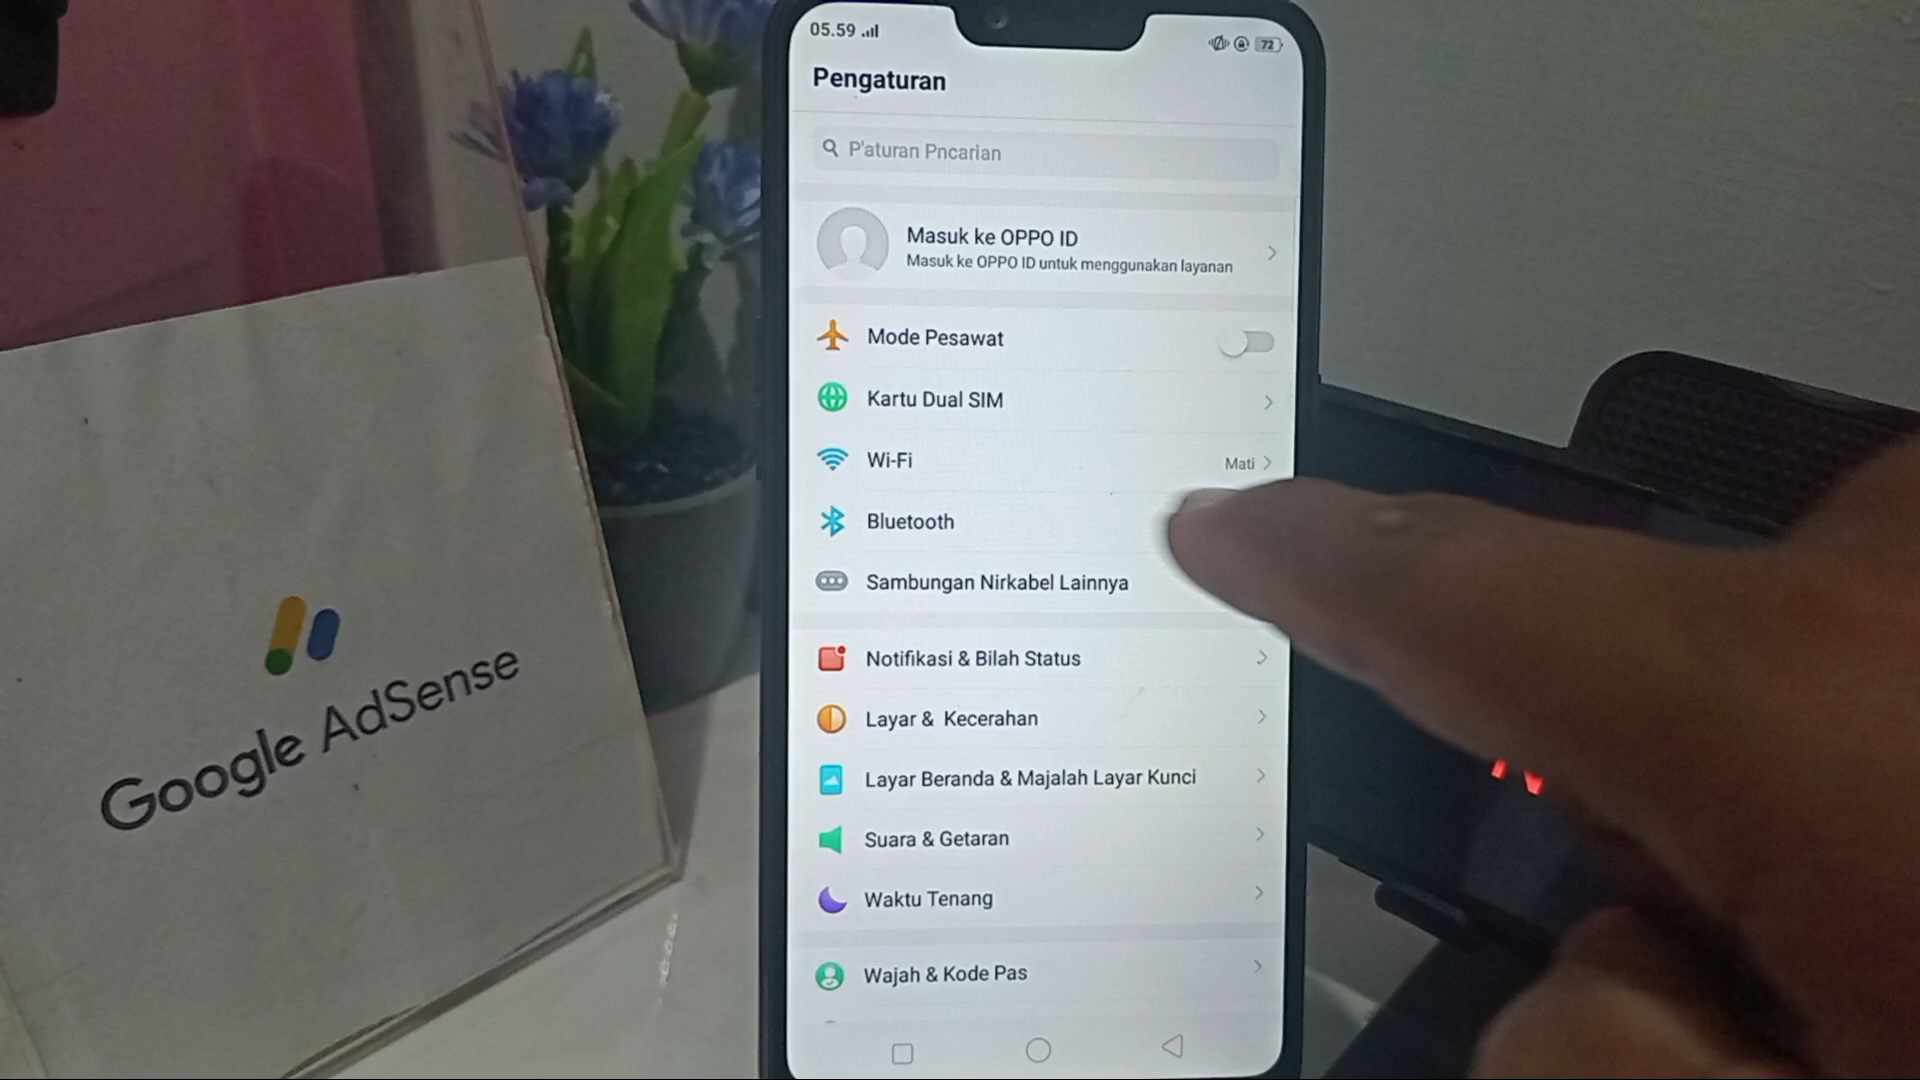 05.59
72
Pengaturan
P'aturan Pncarian
Masuk ke OPPO ID
Masuk ke OPPO ID untuk menggunakan layanan
Mode Pesawat
Kartu Dual SIM
Wi-Fi
Mati
Bluetooth
Sambungan Nirkabel Lainnya
Notifikasi & Bilah Status
Layar & Kecerahan
Layar Beranda & Majalah Layar Kunci
Suara & Getaran
Waktu Tenang
Wajah & Kode Pas
Google AdSense